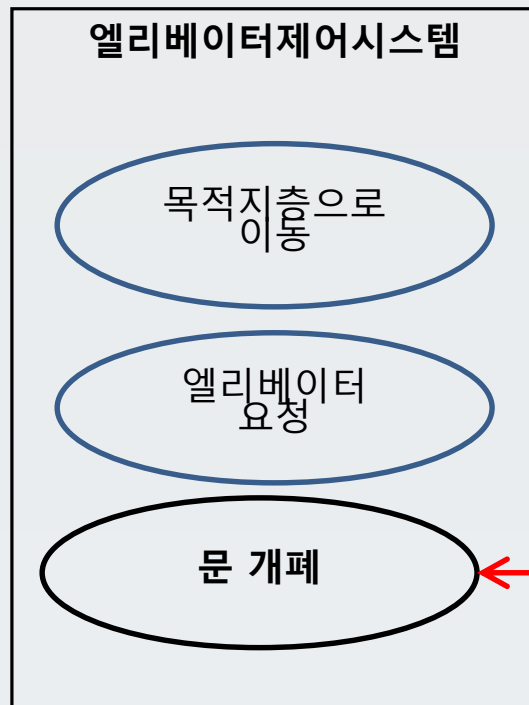 엘리베이터제어시스템
목적지층으로
이동
엘리베이터
요청
문 개폐